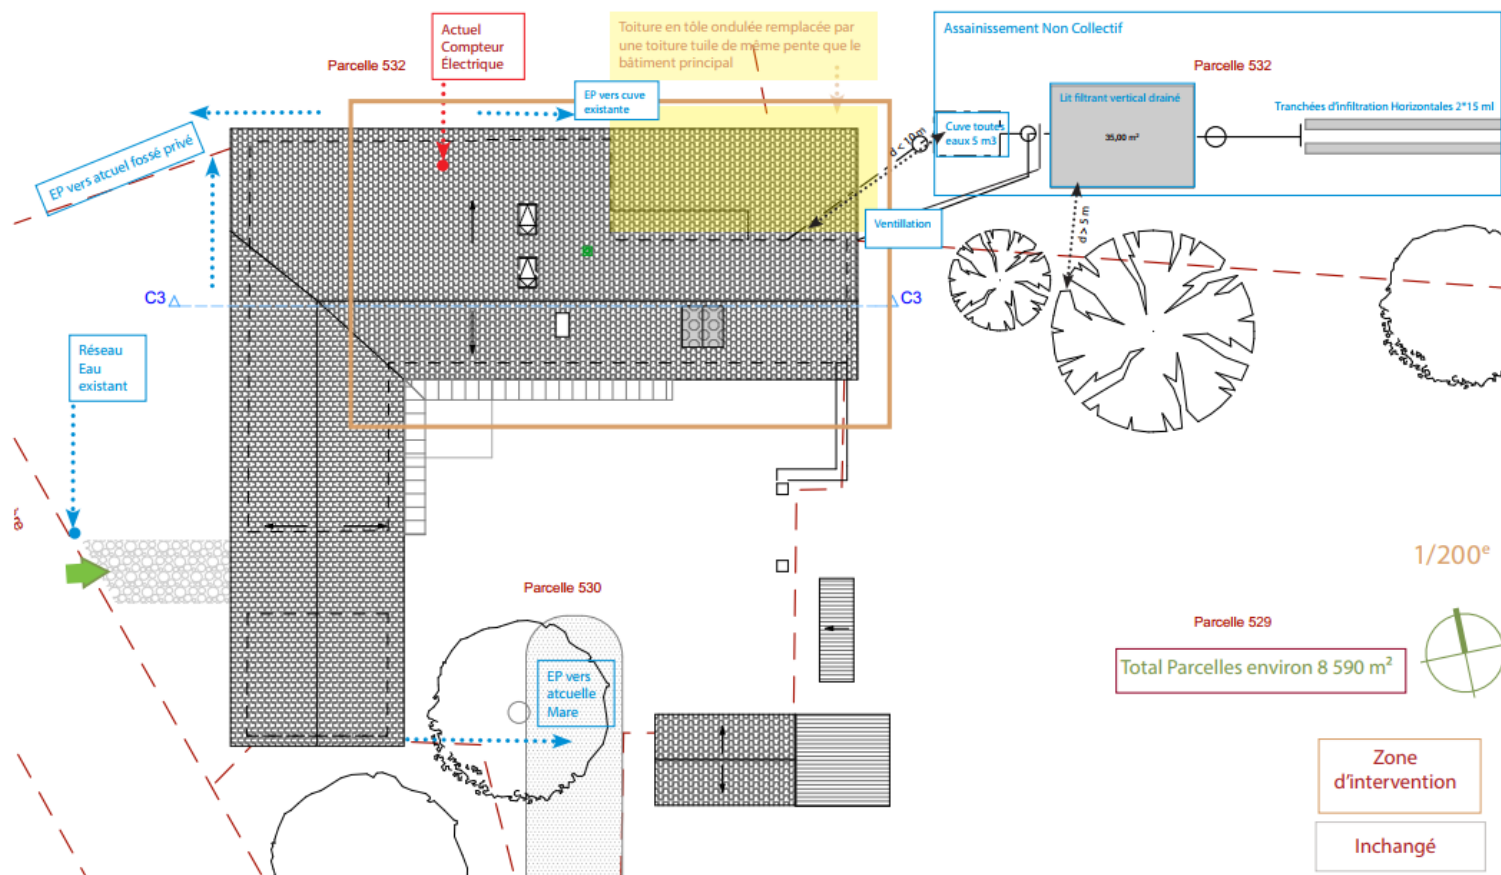 Actuel
Compteur
Électrique
Toiture en tôle ondulée remplacée par
une toiture tuile de même pente que le
bâtiment principal
Assainissement Non Collectif
Parcelle 532
Parcelle 532
EP vers cuve
existante
Lit filtrant vertical drainé
35,00 m²
Tranchées d'infiltration Horizontales 2*15 ml
Cuve toutes
eaux 5 m3
d < 10 m
EP vers atcuel fossé privé
Ventillation
d > 5 m
C3
C3
Réseau
Eau
existant
1/200e
Parcelle 530
Parcelle 529
Total Parcelles environ 8 590 m²
EP vers
atcuelle
Mare
Zone
d'intervention
Inchangé